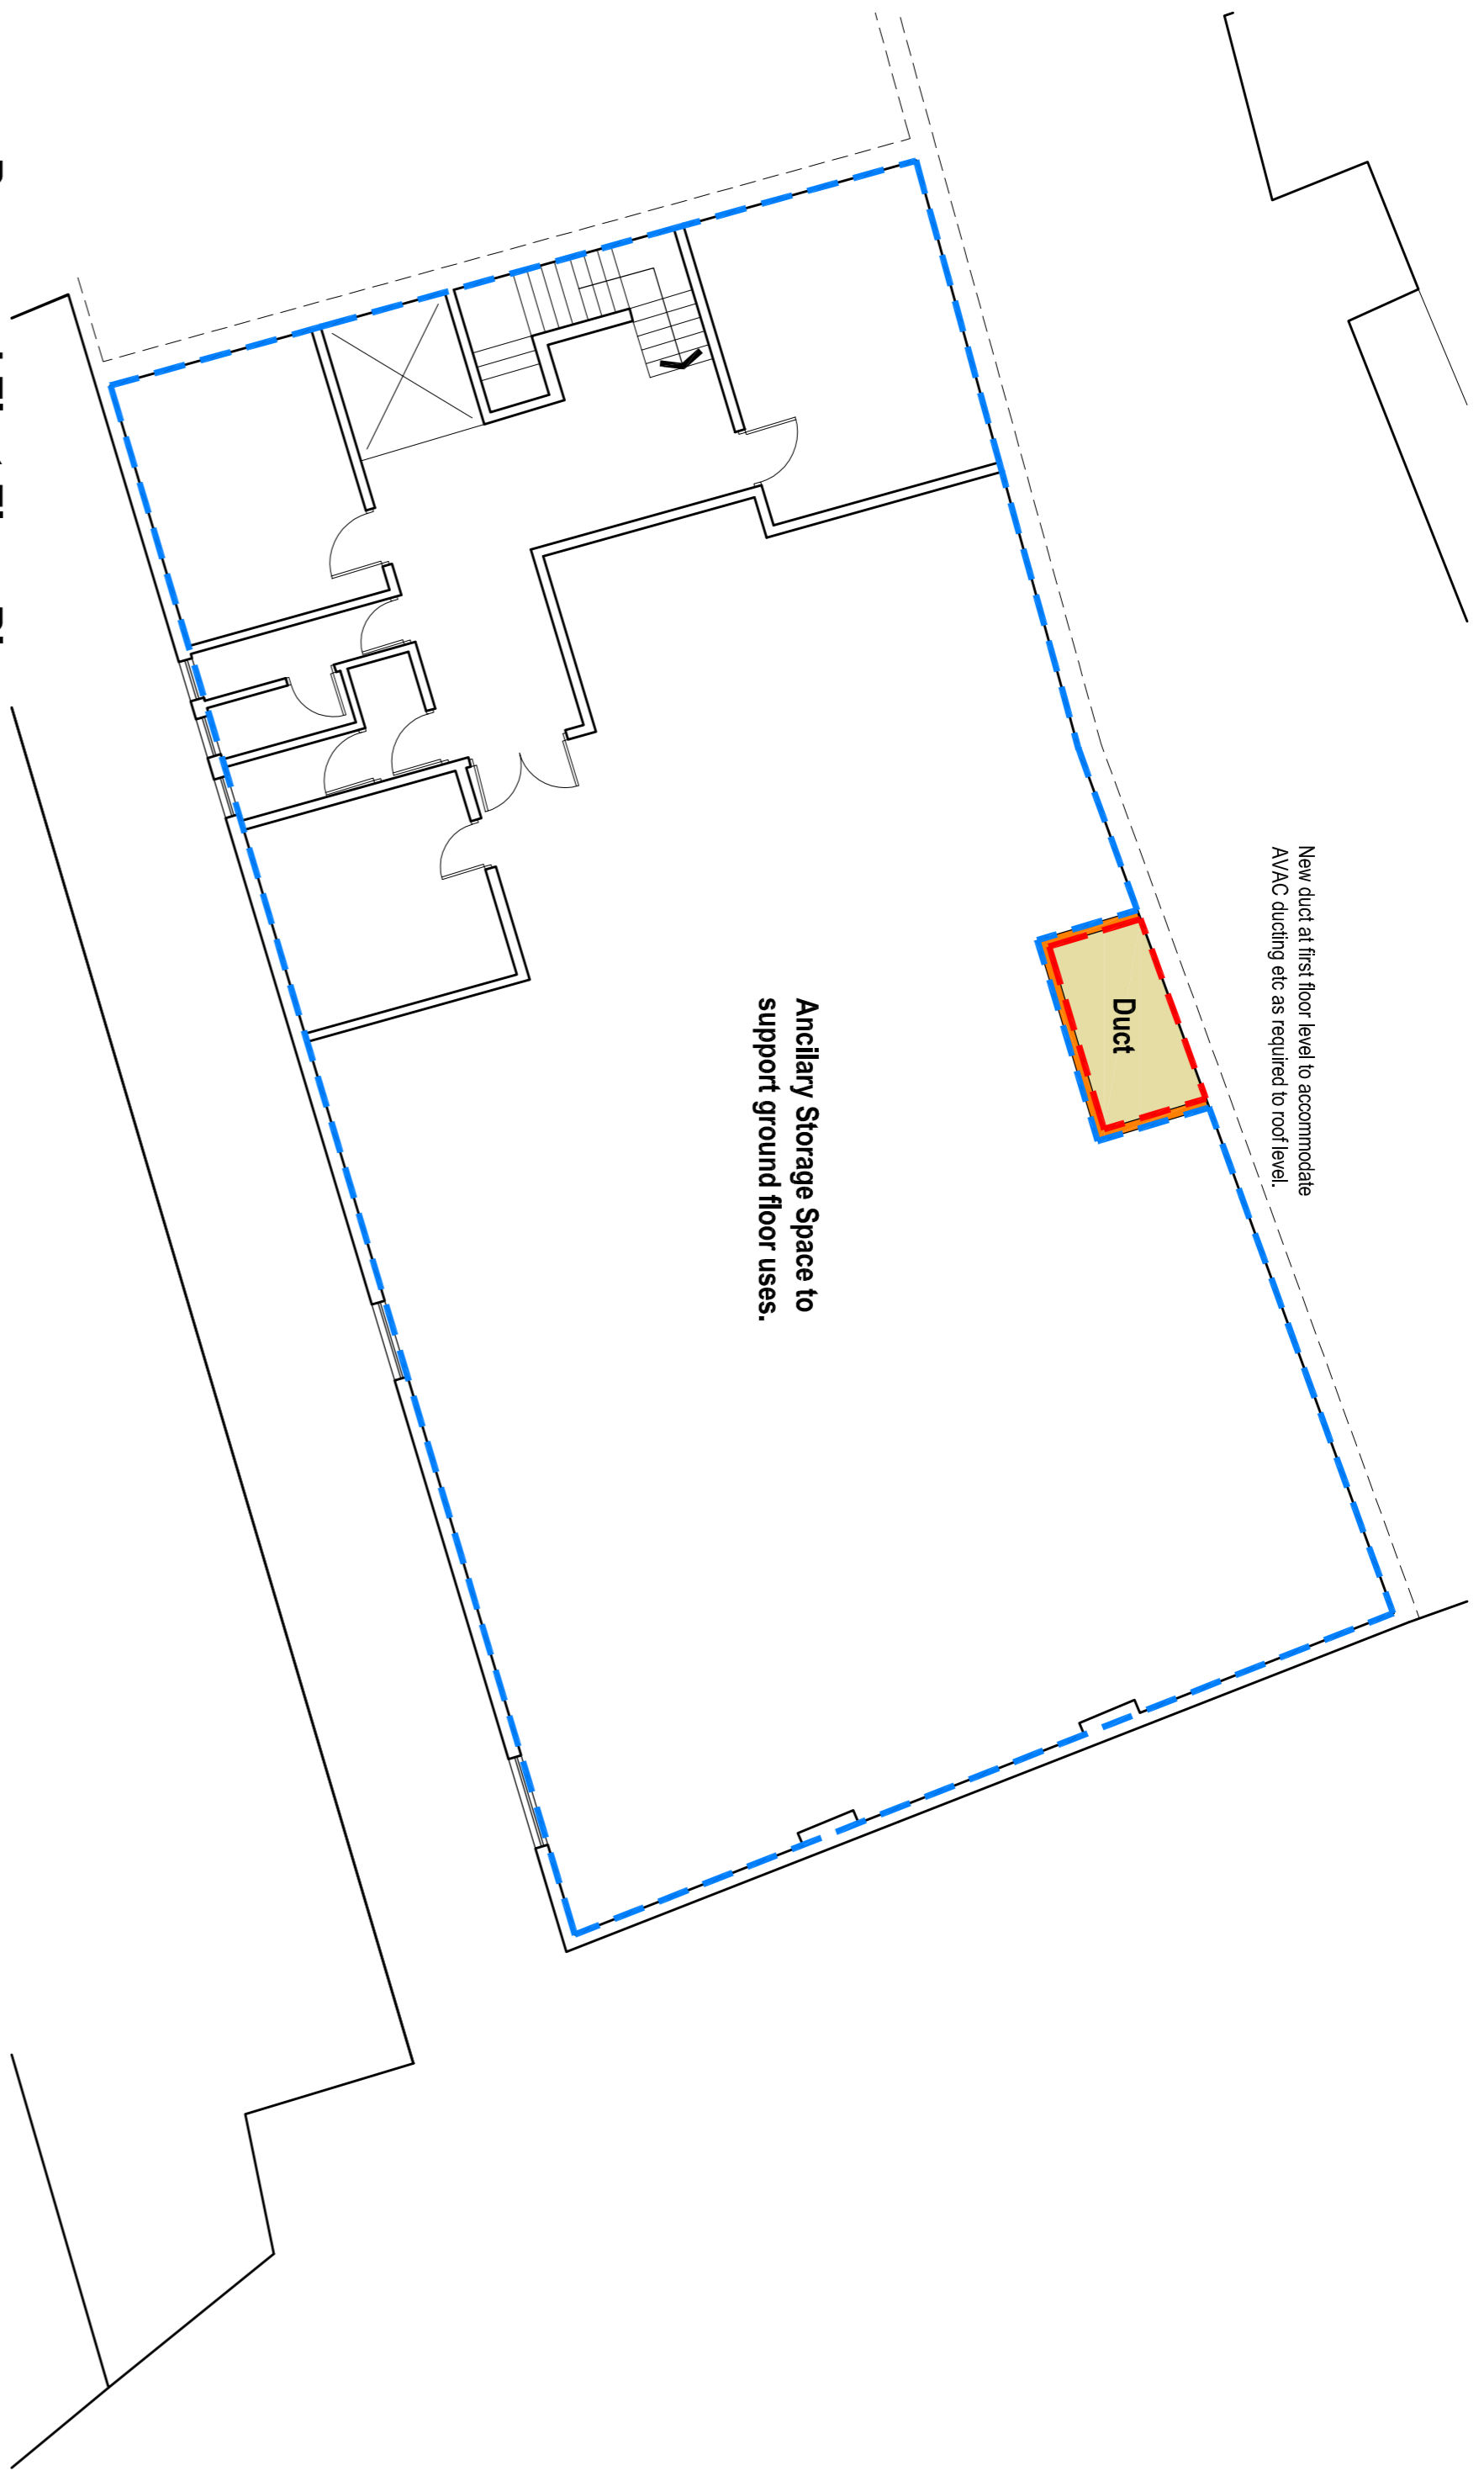 New duct at first floor level to accommodate
AVAC ducting etc as required to roof level.
Duct
Ancilary Storage Space to
support ground floor uses.